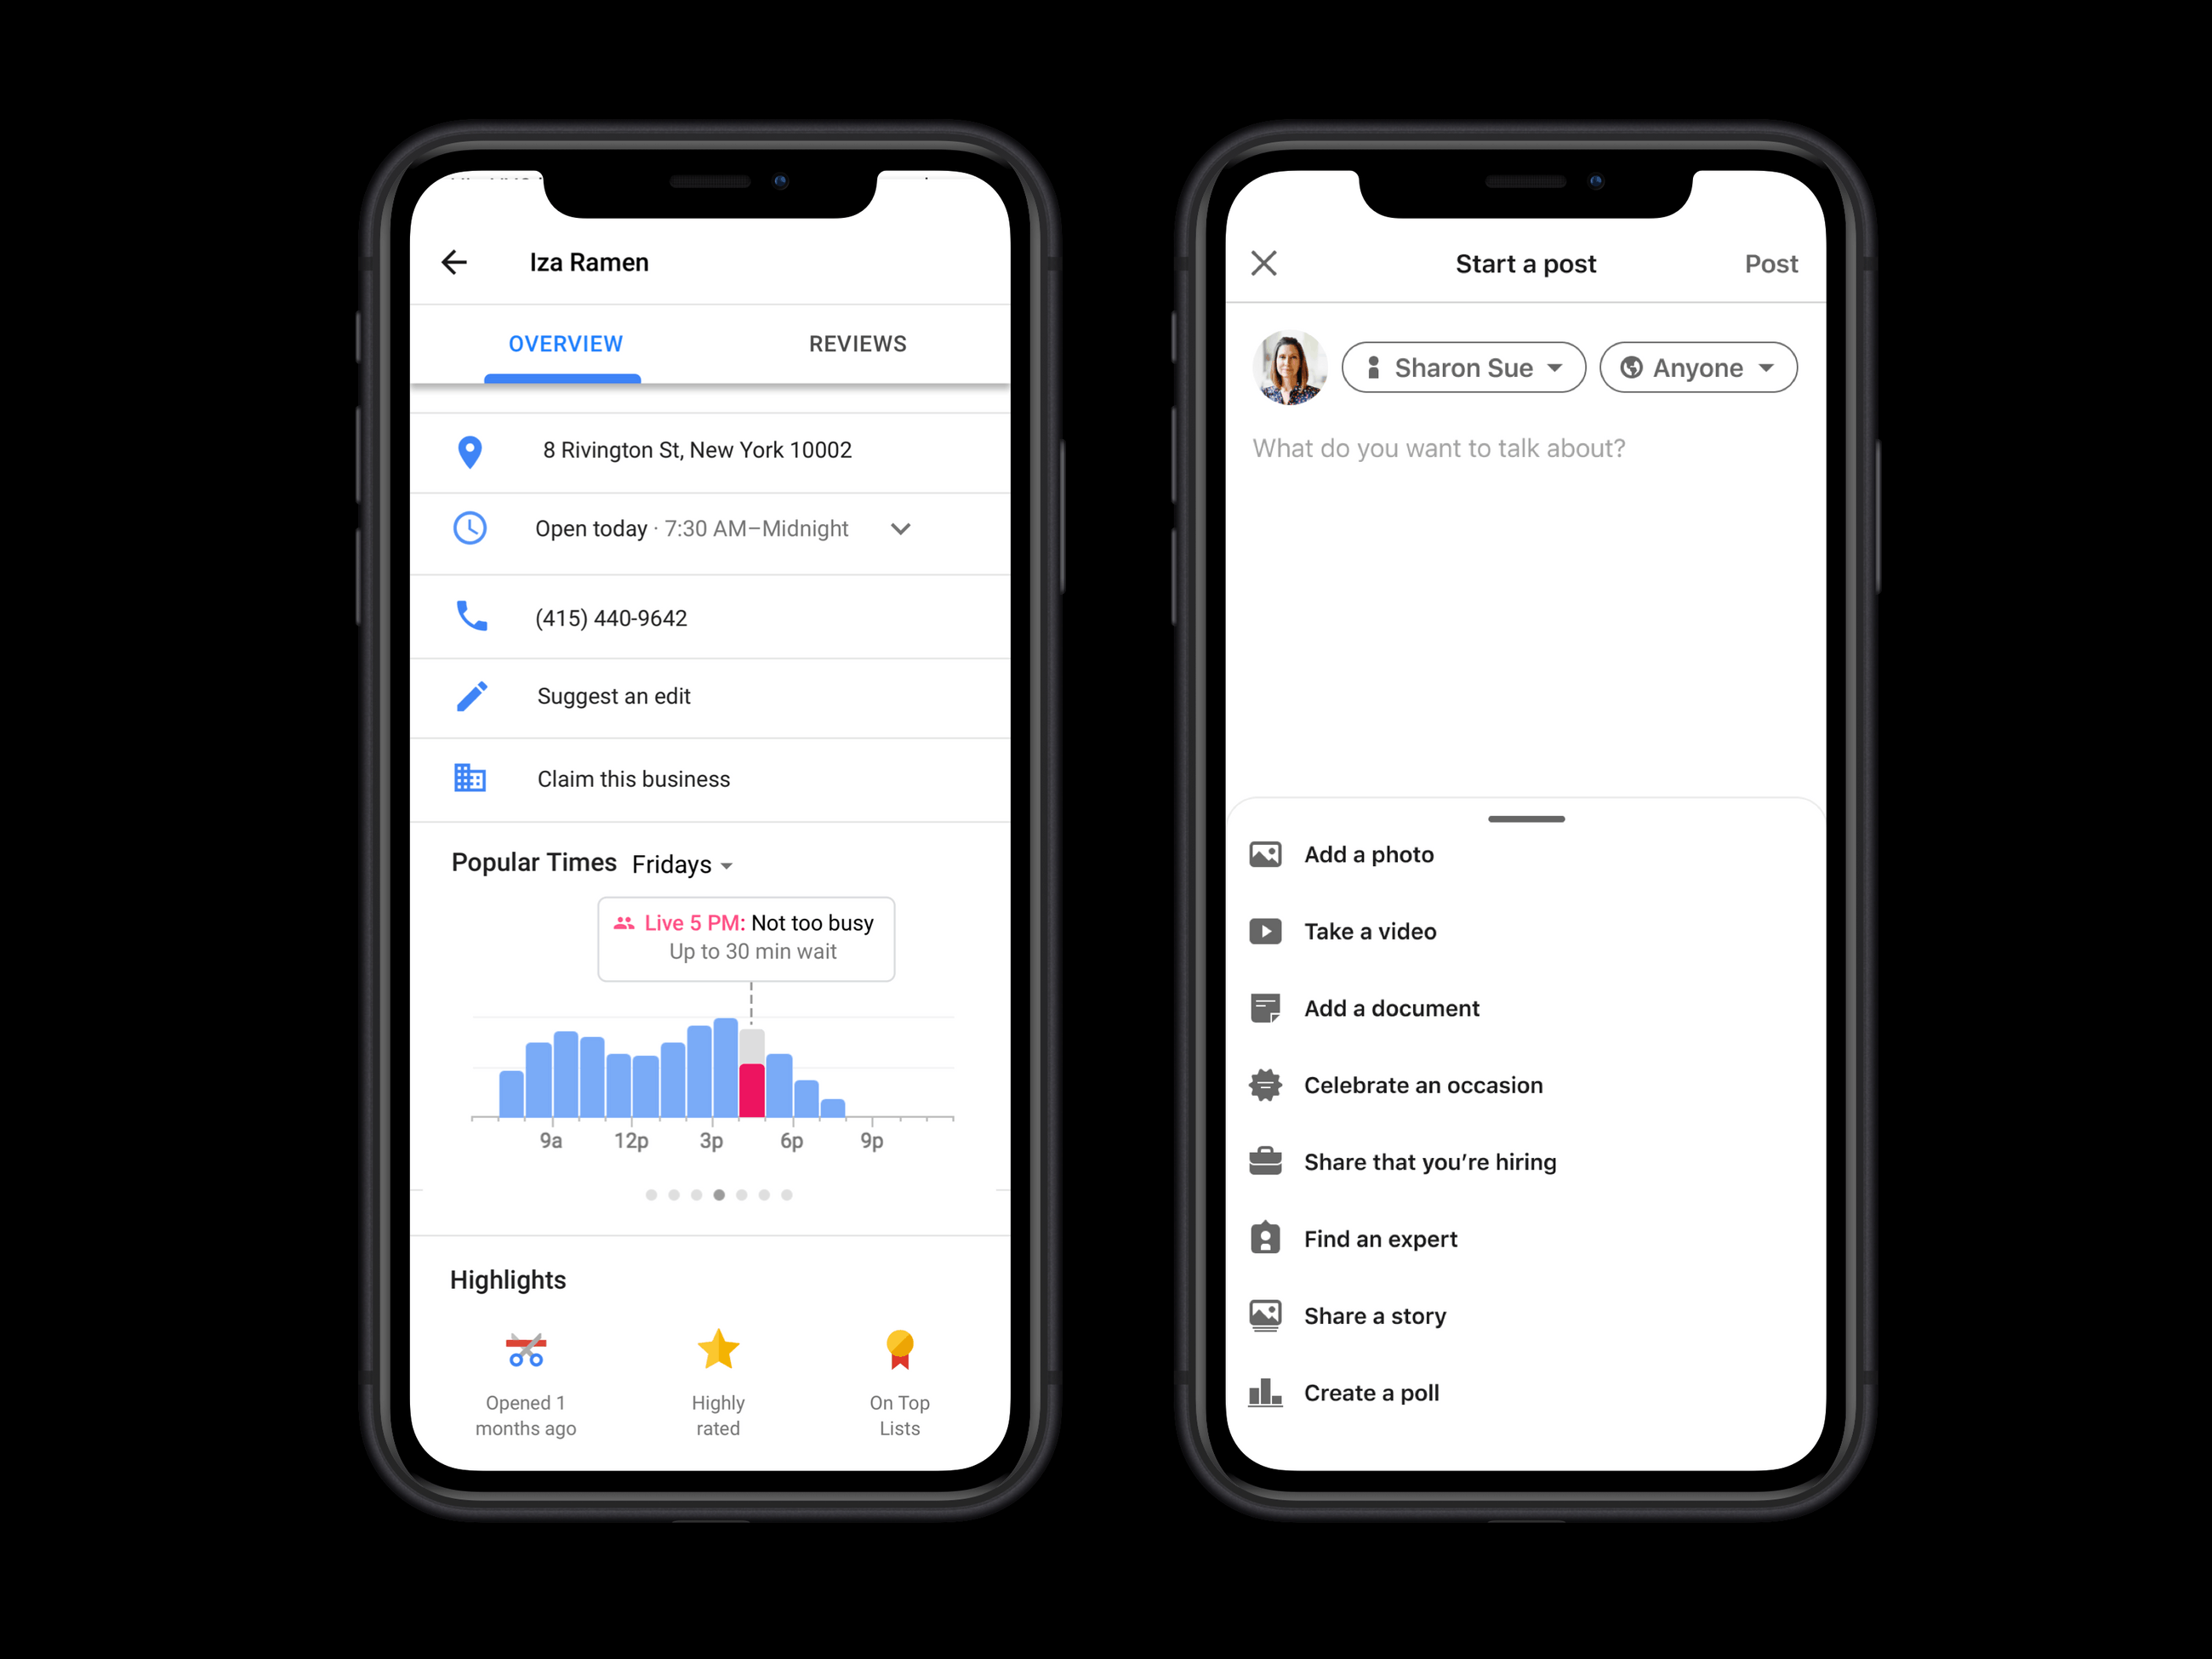 Iza Ramen
OVERVIEW
REVIEWS
8 Rivington St, New York 10002
Open today · 7:30 AM–Midnight
(415) 440-9642
Suggest an edit
Claim this business
Popular Times Fridays
Live 5 PM: Not too busy
Up to 30 min wait
9a 12p 3p 6p 9p
Highlights
Opened 1
months ago
Highly
rated
On Top
Lists
Start a post
Post
Sharon Sue
Anyone
What do you want to talk about?
Add a photo
Take a video
Add a document
Celebrate an occasion
Share that you’re hiring
Find an expert
Share a story
Create a poll